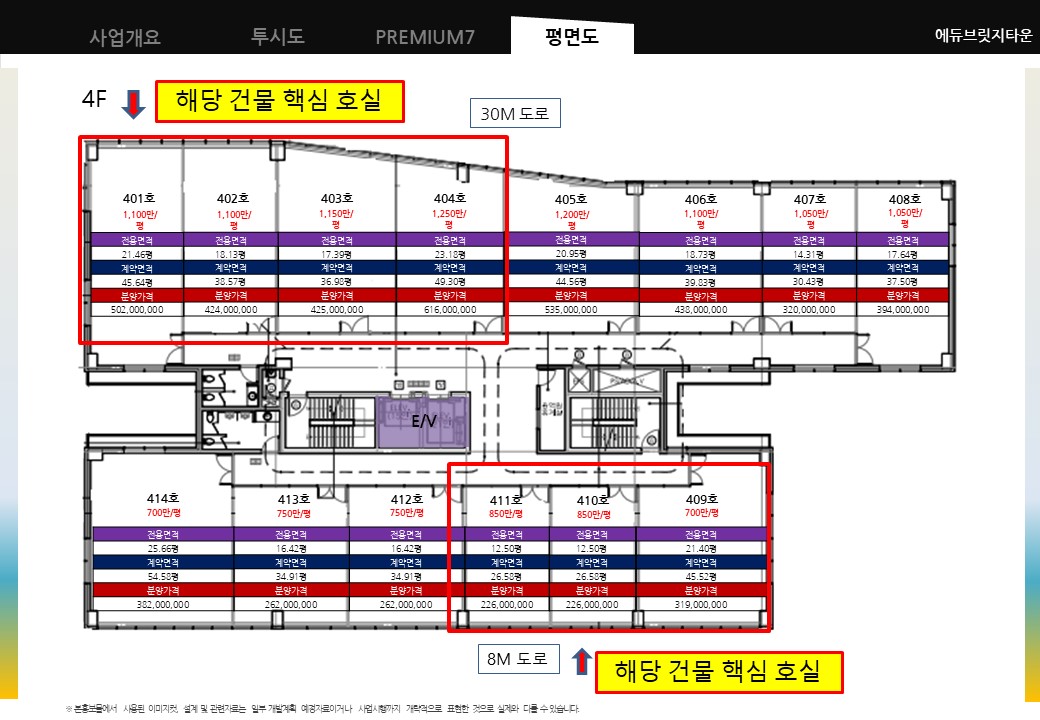 사업개요 투시도 PREMIUM7 평면도 에듀브릿지타운
4F 해당 건물 핵심 호실
30M 도로
401호 402호 403호 404호 405호 406호 407호 408호
1,100만/평 1,100만/평 1,150만/평 1,250만/평 1,200만/평 1,100만/평 1,050만/평 1,050만/평
전용면적 전용면적 전용면적 전용면적 전용면적 전용면적 전용면적 전용면적
21.46평 18.13평 17.39평 23.18평 20.95평 18.73평 14.31평 17.64평
계약면적 계약면적 계약면적 계약면적 계약면적 계약면적 계약면적 계약면적
45.64평 38.57평 36.98평 49.30평 44.56평 39.83평 30.43평 37.50평
분양가격 분양가격 분양가격 분양가격 분양가격 분양가격 분양가격 분양가격
502,000,000 424,000,000 425,000,000 616,000,000 535,000,000 438,000,000 320,000,000 394,000,000
E/V
414호 413호 412호 411호 410호 409호
700만/평 750만/평 750만/평 850만/평 850만/평 700만/평
전용면적 전용면적 전용면적 전용면적 전용면적 전용면적
25.66평 16.42평 16.42평 12.50평 12.50평 21.40평
계약면적 계약면적 계약면적 계약면적 계약면적 계약면적
54.58평 34.91평 34.91평 26.58평 26.58평 45.52평
분양가격 분양가격 분양가격 분양가격 분양가격 분양가격
382,000,000 262,000,000 262,000,000 226,000,000 226,000,000 319,000,000
8M 도로
해당 건물 핵심 호실
※ 본홍보물에서 사용된 이미지컷, 설계 및 관련자료는 일부 개발계획 예정자료이거나 사업시행까지 개략적으로 표현한 것으로 실제와 다를 수 있습니다.